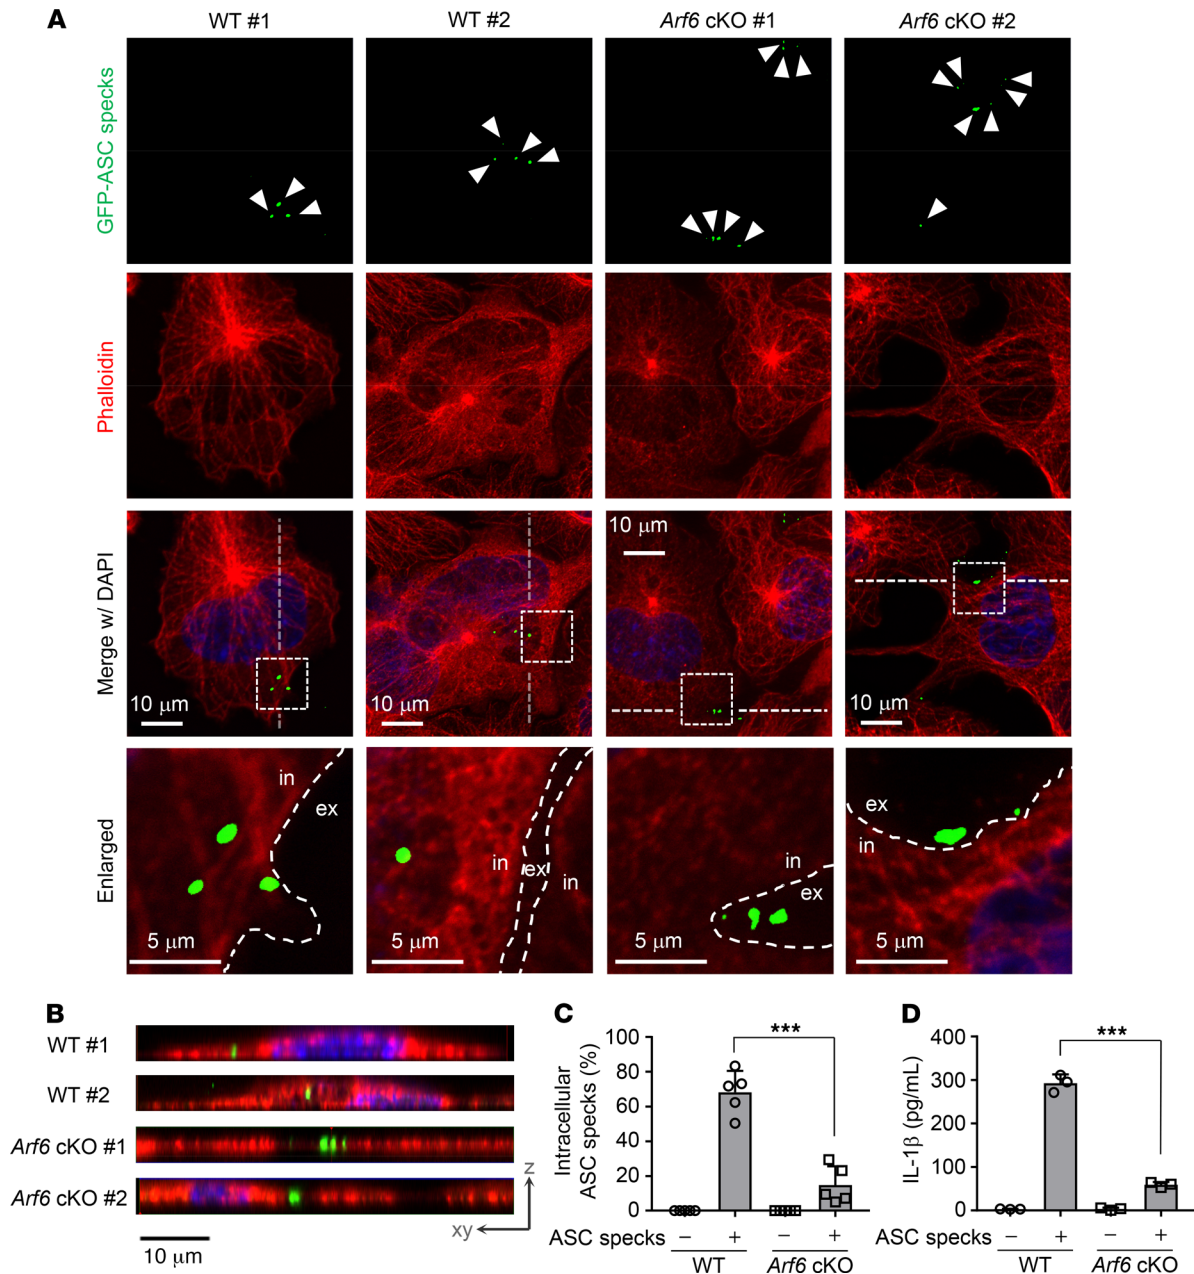 A
WT #1
WT #2
Arf6 cKO #1
Arf6 cKO #2
GFP-ASC specks
Phalloidin
Merge w/ DAPI
10 μm
10 μm
10 μm
10 μm
Enlarged
in
ex
5 μm
in
ex
in
5 μm
in
ex
5 μm
ex
in
5 μm
B
WT #1
WT #2
Arf6 cKO #1
Arf6 cKO #2
z
xy
10 μm
C
Intracellular
ASC specks (%)
100
80
60
40
20
0
***
ASC specks − + − +
WT Arf6 cKO
D
IL-1β (pg/mL)
400
300
200
100
0
***
ASC specks − + − +
WT Arf6 cKO